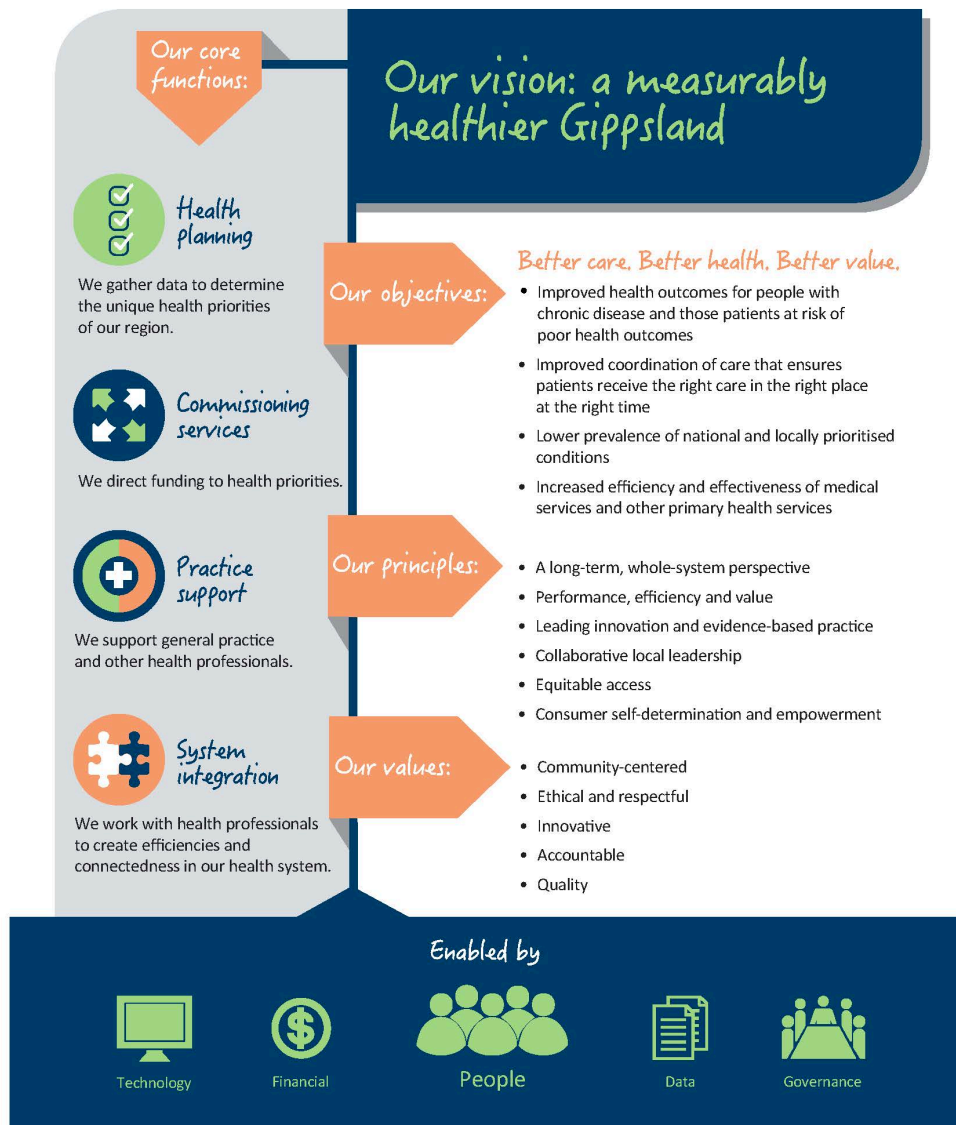 Our core
functions:
Our vision: a measurably
healthier Gippsland
Health
planning
We gather data to determine
the unique health priorities
of our region.
Commissioning
services
We direct funding to health priorities.
Practice
support
We support general practice
and other health professionals.
System
integration
We work with health professionals
to create efficiencies and
connectedness in our health system.
Our objectives:
Better care. Better health. Better value.
• Improved health outcomes for people with
chronic disease and those patients at risk of
poor health outcomes
• Improved coordination of care that ensures
patients receive the right care in the right place
at the right time
• Lower prevalence of national and locally prioritised
conditions
• Increased efficiency and effectiveness of medical
services and other primary health services
Our principles:
• A long-term, whole-system perspective
• Performance, efficiency and value
• Leading innovation and evidence-based practice
• Collaborative local leadership
• Equitable access
• Consumer self-determination and empowerment
Our values:
• Community-centered
• Ethical and respectful
• Innovative
• Accountable
• Quality
Enabled by
$
Technology
Financial
People
Data
Governance